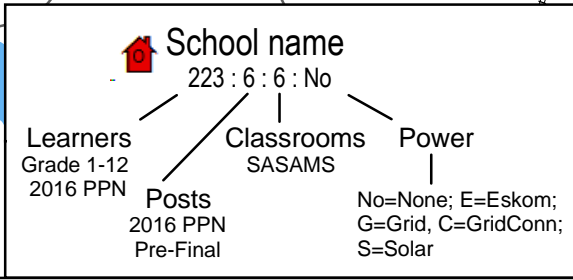 O
School name
223 : 6 : 6 : No
Learners
Grade 1-12
2016 PPN
Posts
2016 PPN
Pre-Final
Classrooms
SASAMS
Power
No=None; E=Eskom;
G=Grid, C=GridConn;
S=Solar